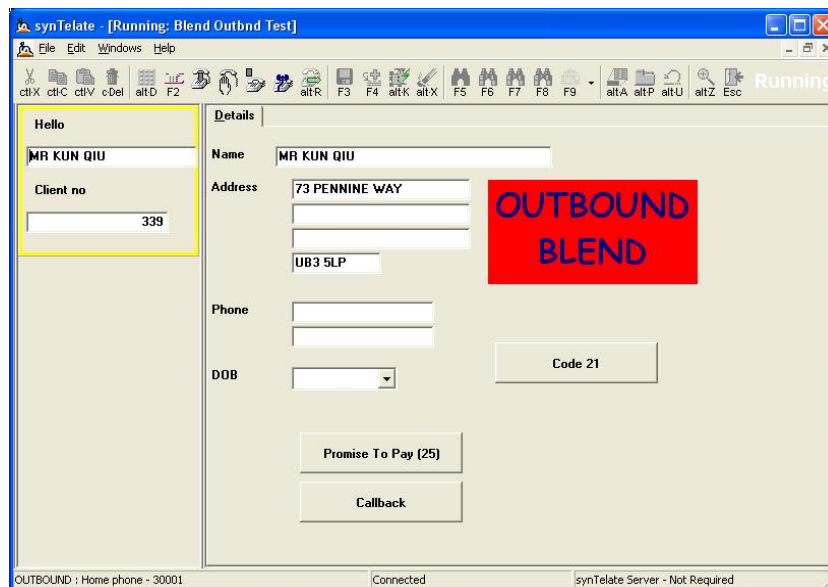 synTelate - [Running: Blend Outbnd Test]
File Edit Windows Help
ctl-X ctl-C ctl-V c-Del alt-D F2 alt-R F3 F4 alt-K alt-X F5 F6 F7 F8 F9 alt-A alt-P alt-U alt-Z Esc Running
Hello
MR KUN QIU
Client no
339
Details
Name MR KUN QIU
Address 73 PENNINE WAY
UB3 5LP
OUTBOUND
BLEND
Phone
Code 21
DOB
Promise To Pay (25)
Callback
OUTBOUND : Home phone - 30001 Connected synTelate Server - Not Required